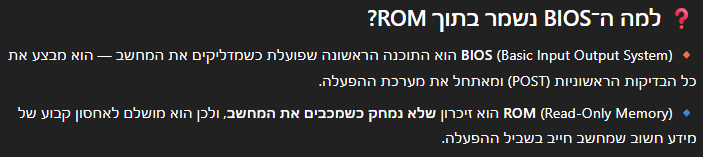 ❓ למה ה־BIOS נשמר בתוך ROM?
🔸 BIOS (Basic Input Output System) הוא התוכנה הראשונה שפועלת כשמדליקים את המחשב — הוא מבצע את
כל הבדיקות הראשוניות (POST) ומאתחל את מערכת ההפעלה.
🔹 ROM (Read-Only Memory) הוא זיכרון שלא נמחק כשמכבים את המחשב, ולכן הוא מושלם לאחסון קבוע של
מידע חשוב שמחשב חייב בשביל ההפעלה.